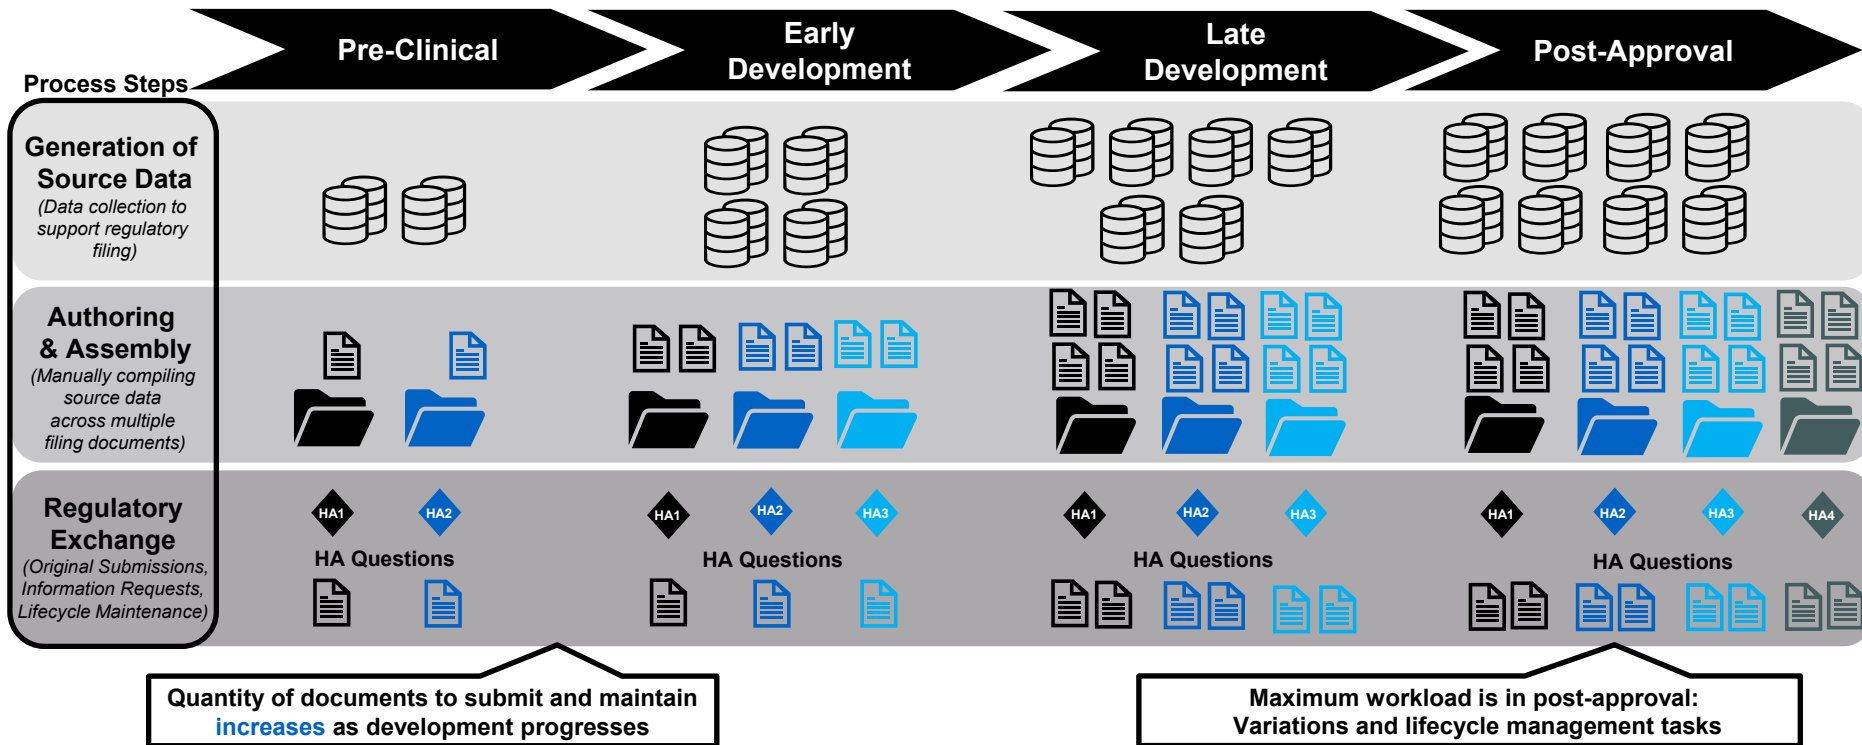 Pre-Clinical
Early
Development
Late
Development
Post-Approval
Process Steps
Generation of
Source Data
(Data collection to
support regulatory
filing)
Authoring
& Assembly
(Manually compiling
source data
across multiple
filing documents)
Regulatory
Exchange
(Original Submissions,
Information Requests,
Lifecycle Maintenance)
HA1
HA2
HA Questions
HA1
HA2
HA3
HA Questions
HA1
HA2
HA3
HA Questions
HA1
HA2
HA3
HA4
HA Questions
Quantity of documents to submit and maintain
increases as development progresses
Maximum workload is in post-approval:
Variations and lifecycle management tasks